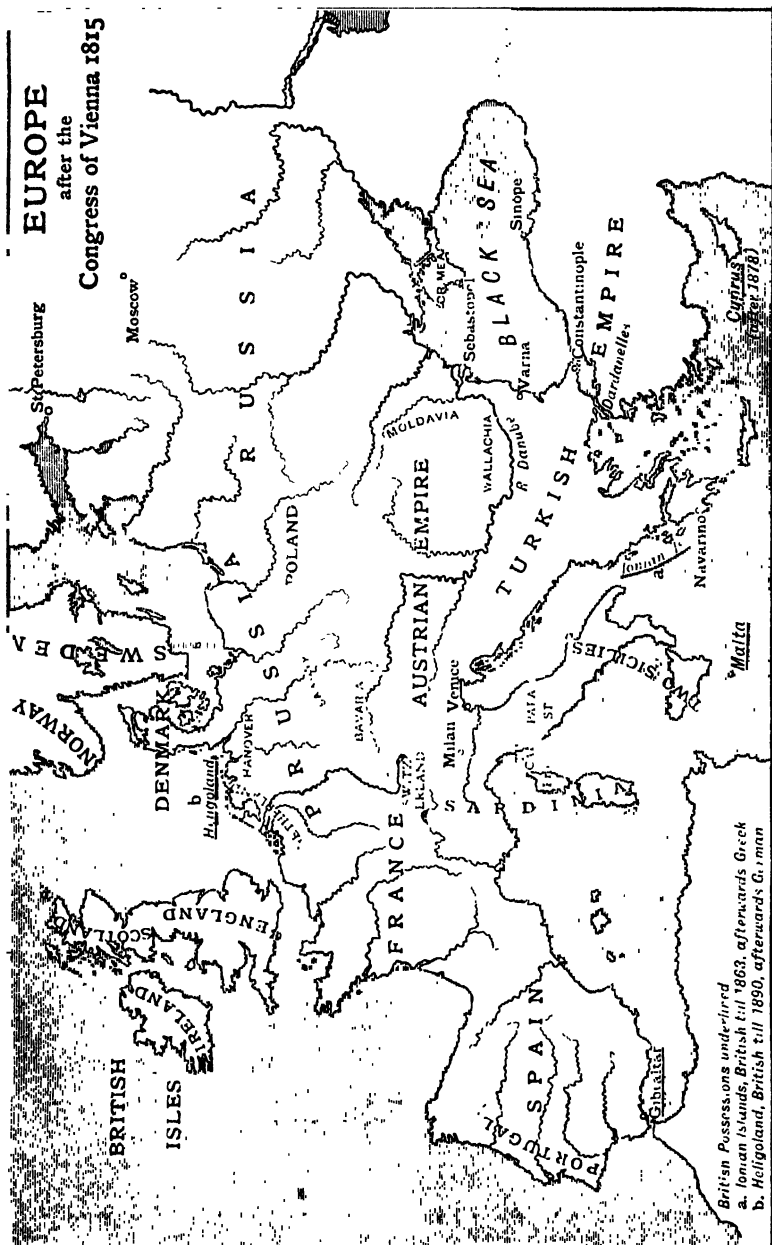 EUROPE
after the
Congress of Vienna 1815
NORWAY
SWEDEN
St Petersburg
Moscow
SCOTLAND
IRELAND
ENGLAND
BRITISH
ISLES
DENMARK
b
Heligoland
HANOVER
PRUSSIA
POLAND
RUSSIA
BAVARIA
FRANCE
AUSTRIAN
EMPIRE
MOLDAVIA
WALLACHIA
R Danube
CRIMEA
Sebastopol
BLACK SEA
Varna
Sinope
Milan
Venice
SARDINIA
PORTUGAL
SPAIN
Gibraltar
TWO SICILIES
TURKISH
EMPIRE
Constantinople
Dardanelles
Ionian
a
Navarino
Malta
Cyprus
(after 1878)
British Possessions underlined
a. Ionian Islands, British till 1863, afterwards Greek
b. Heligoland, British till 1890, afterwards German